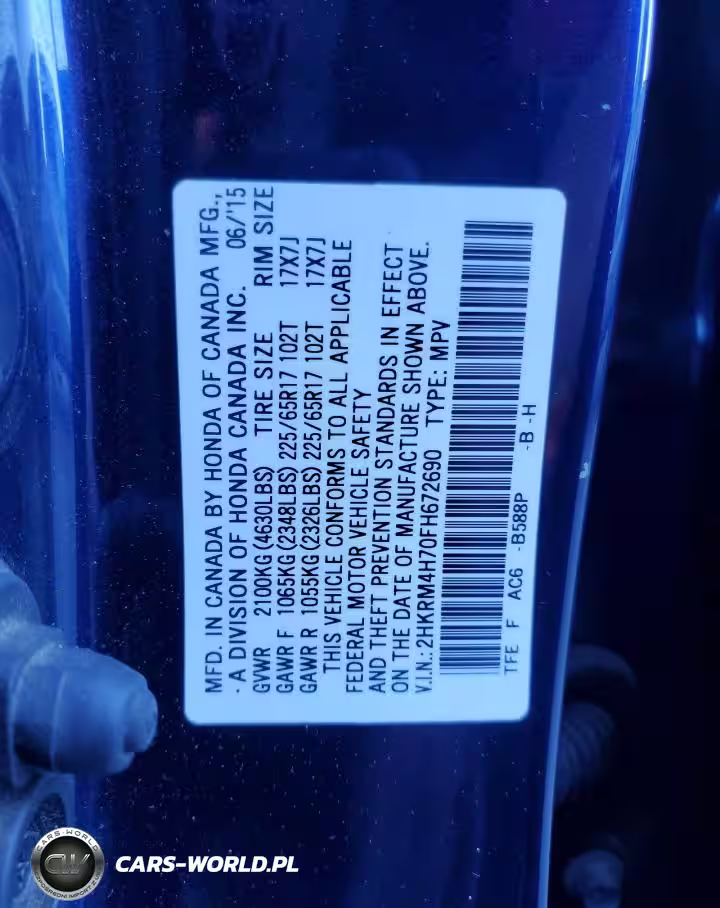 MFD. IN CANADA BY HONDA OF CANADA MFG.,
· A DIVISION OF HONDA CANADA INC. 06/'15
GVWR 2100KG (4630LBS) TIRE SIZE RIM SIZE
GAWR F 1065KG (2348LBS) 225/65R17 102T 17X7J
GAWR R 1055KG (2326LBS) 225/65R17 102T 17X7J
THIS VEHICLE CONFORMS TO ALL APPLICABLE
FEDERAL MOTOR VEHICLE SAFETY
AND THEFT PREVENTION STANDARDS IN EFFECT
ON THE DATE OF MANUFACTURE SHOWN ABOVE.
V.I.N.: 2HKRM4H70FH672690 TYPE: MPV
TFE F AC6 -B588P -B -H
CARS-WORLD
CW
CARS-WORLD.PL